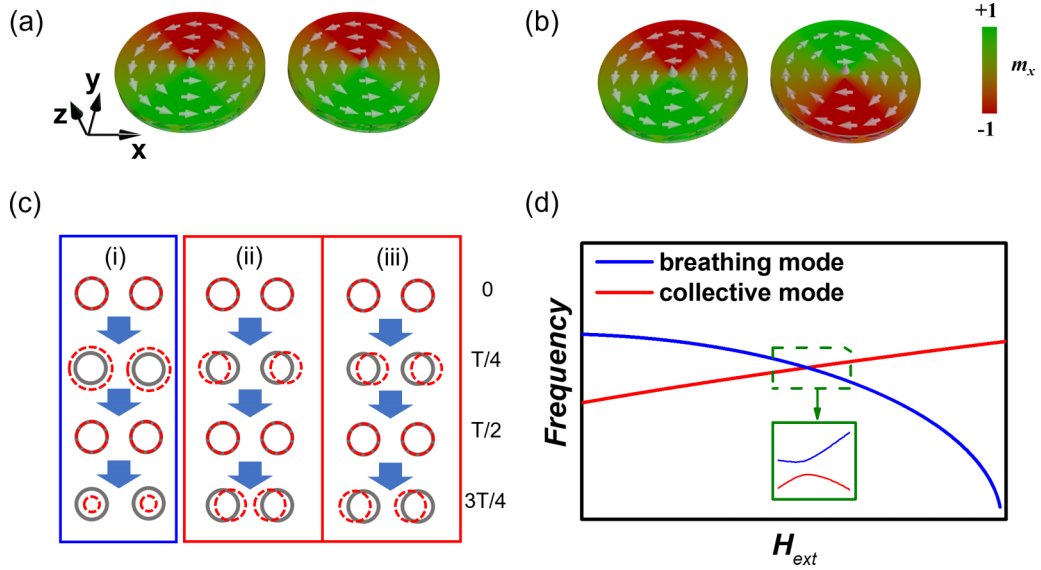 (a)
y
z
x
(b)
+1
m_x
-1
(c)
(i) (ii) (iii)
0
T/4
T/2
3T/4
(d)
breathing mode
collective mode
Frequency
H_ext